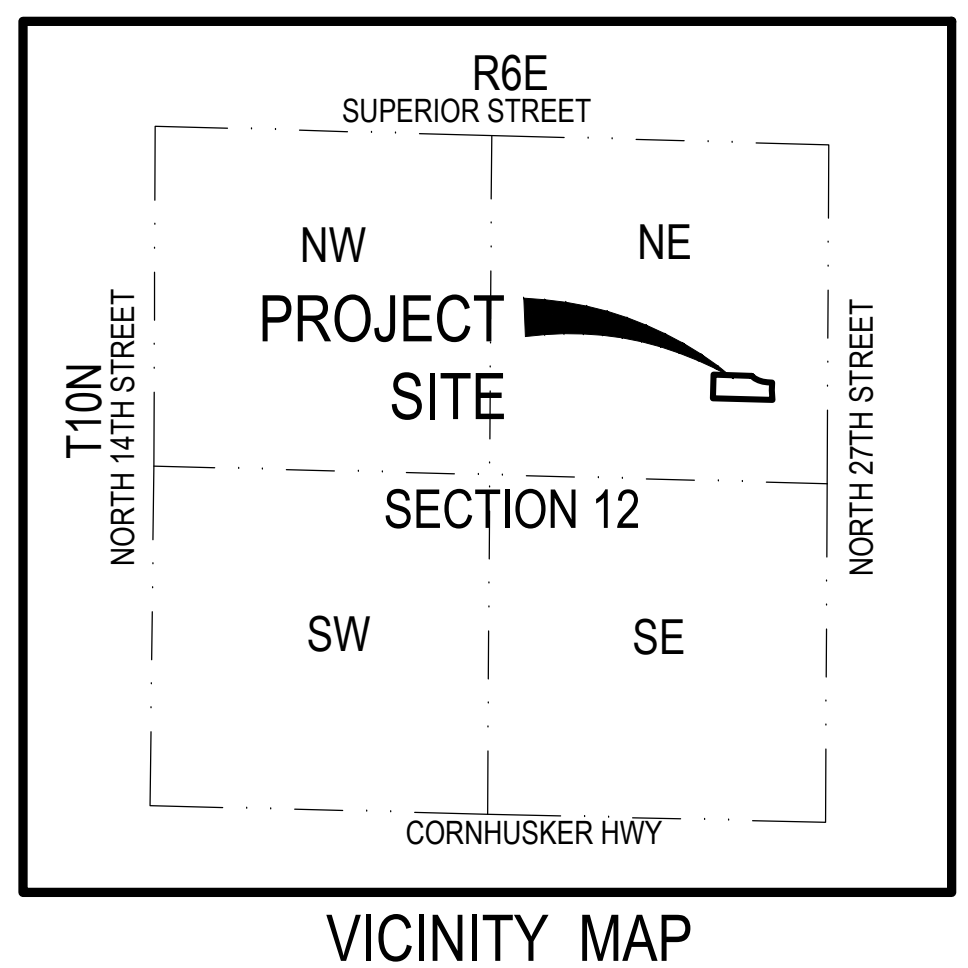 R6E
SUPERIOR STREET
NW
NE
PROJECT
SITE
T10N
NORTH 14TH STREET
NORTH 27TH STREET
SECTION 12
SW
SE
CORNHUSKER HWY
VICINITY MAP